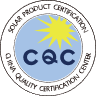 SOLAR PRODUCT CERTIFICATION
CQC
CHINA QUALITY CERTIFICATION CENTER